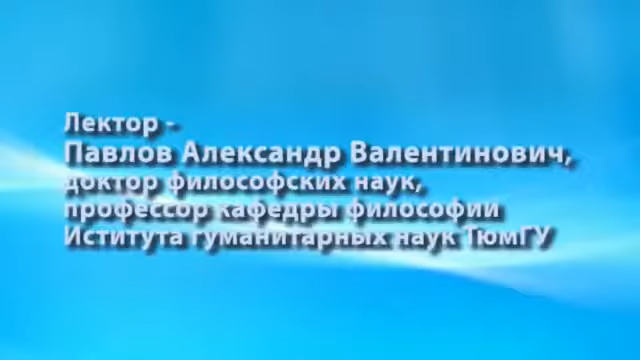 Лектор -
Павлов Александр Валентинович,
доктор философских наук,
профессор кафедры философии
Иститута гуманитарных наук ТюмГУ